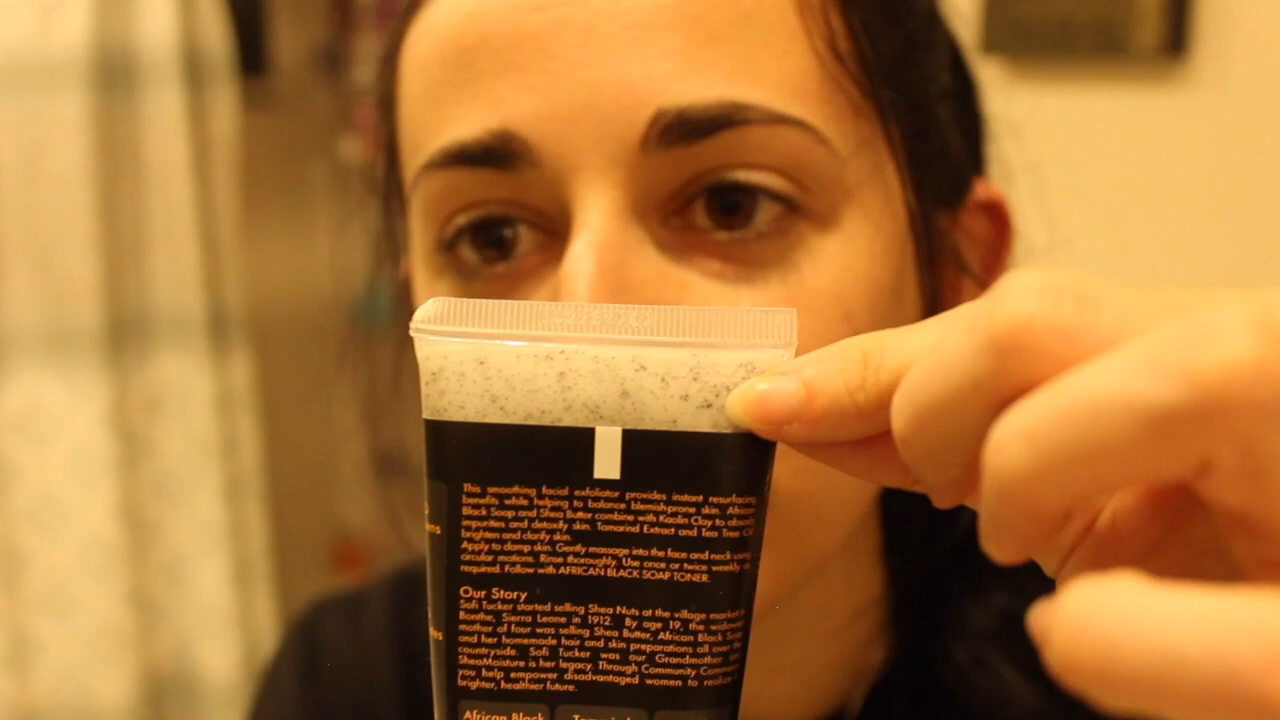 This smoothing facial exfoliator provides instant resurfacing
benefits while helping to balance blemish-prone skin. African
Black Soap and Shea Butter combine with Kaolin Clay to absorb
impurities and detoxify skin. Tamarind Extract and Tea Tree Oil
brighten and clarify skin.
Apply to damp skin. Gently massage into the face and neck using
circular motions. Rinse thoroughly. Use once or twice weekly as
required. Follow with AFRICAN BLACK SOAP TONER.
Our Story
Sofi Tucker started selling Shea Nuts at the village market in
Bonthe, Sierra Leone in 1912. By age 19, the widowed
mother of four was selling Shea Butter, African Black Soap
and her homemade hair and skin preparations all over the
countryside. Sofi Tucker was our Grandmother and
SheaMoisture is her legacy. Through Community Commerce
you help empower disadvantaged women to realize a
brighter, healthier future.
African Black